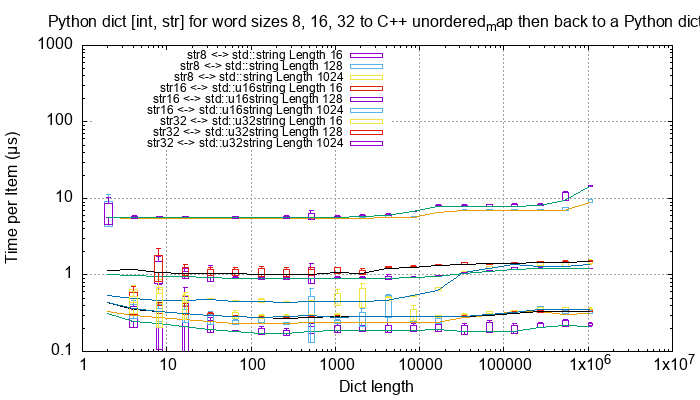 Python dict [int, str] for word sizes 8, 16, 32 to C++ unorderedmap then back to a Python dict
1000
100
10
1
0.1
Time per Item (µs)
str8 <-> std::string Length 16
str8 <-> std::string Length 128
str8 <-> std::string Length 1024
str16 <-> std::u16string Length 16
str16 <-> std::u16string Length 128
str16 <-> std::u16string Length 1024
str32 <-> std::u32string Length 16
str32 <-> std::u32string Length 128
str32 <-> std::u32string Length 1024
1 10 100 1000 10000 100000 1x10^6 1x10^7
Dict length